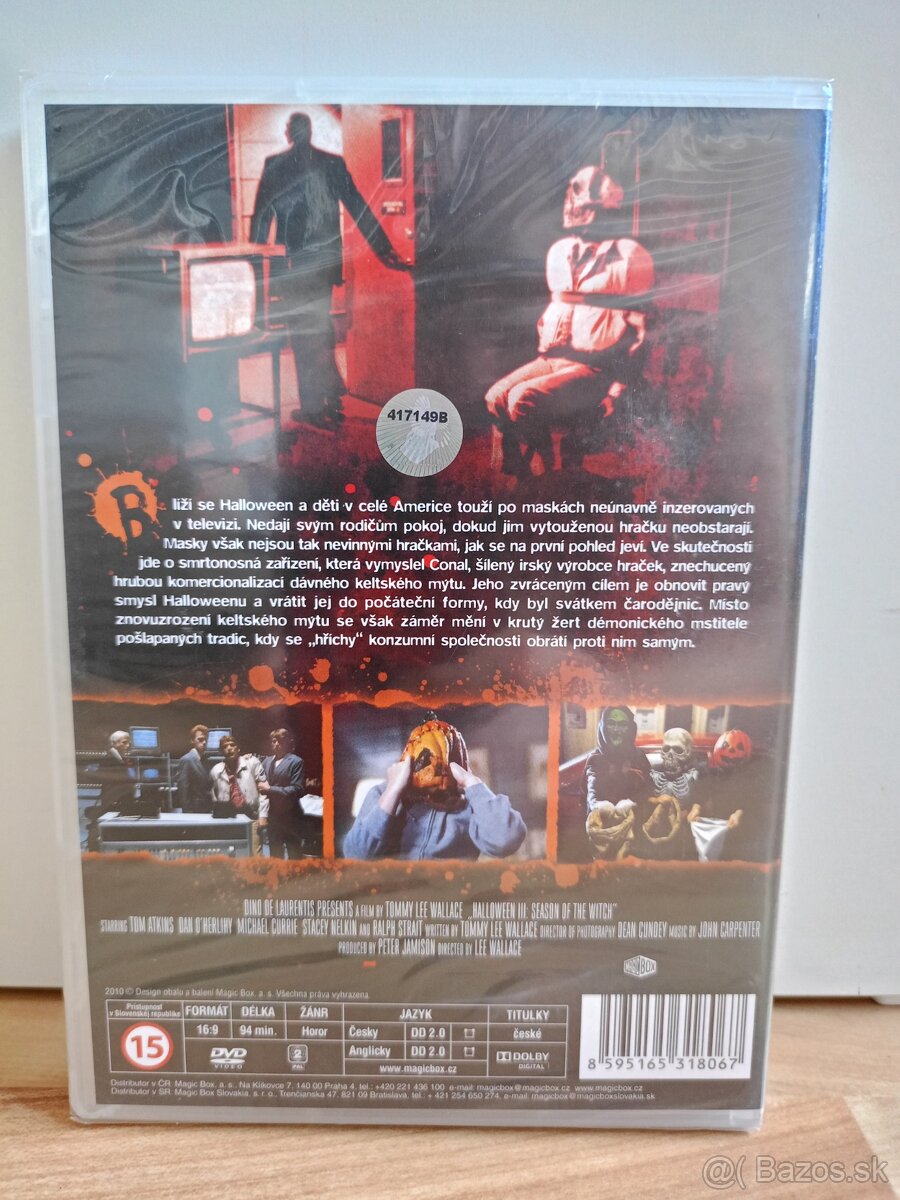 417149B
Blíží se Halloween a děti v celé Americe touží po maskách neúnavně inzerovaných
v televizi. Nedají svým rodičům pokoj, dokud jim vytouženou hračku neobstarají.
Masky však nejsou tak nevinnými hračkami, jak se na první pohled jeví. Ve skutečnosti
jde o smrtonosná zařízení, která vymyslel Conal, šílený irský výrobce hraček, znechucený
hrubou komercionalizací dávného keltského mýtu. Jeho zvráceným cílem je obnovit pravý
smysl Halloweenu a vrátit jej do počáteční formy, kdy byl svátkem čarodějnic. Místo
znovuzrození keltského mýtu se však záměr mění v krutý žert démonického mstitele
pošlapaných tradic, kdy se „hříchy“ konzumní společnosti obrátí proti nim samým.
DINO DE LAURENTIS PRESENTS A FILM BY TOMMY LEE WALLACE „HALLOWEEN III: SEASON OF THE WITCH“
STARRING TOM ATKINS DAN O'HERLIHY MICHAEL CURRIE STACEY NELKIN AND RALPH STRAIT WRITTEN BY TOMMY LEE WALLACE DIRECTOR OF PHOTOGRAPHY DEAN CUNDEY MUSIC BY JOHN CARPENTER
PRODUCED BY PETER JAMISON DIRECTED BY LEE WALLACE
MAGIC BOX
2010 © Design obalu a balení Magic Box, a. s. Všechna práva vyhrazena.
Prístupnosť
v Slovenskej republike
15
FORMÁT DÉLKA ŽÁNR JAZYK TITULKY
16:9 94 min. Horor Česky DD 2.0 české
DVD VIDEO 2 PAL Anglicky DD 2.0 DOLBY DIGITAL
www.magicbox.cz
8 595165 318067
Distributor v ČR: Magic Box, a. s., Na Klikovce 7, 140 00 Praha 4, tel.: +420 221 436 100 e-mail: magicbox@magicbox.cz www.magicbox.cz
Distributor v SR: Magic Box Slovakia, s. r. o., Trenčianska 47, 821 09 Bratislava, tel.: + 421 254 650 274, e-mail: magicbox@magicboxslovakia.sk
@( Bazos.sk